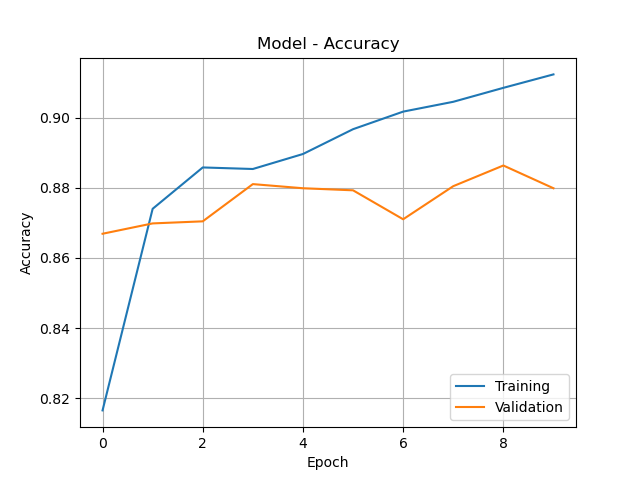 Model - Accuracy
0.90
0.88
0.86
0.84
0.82
Accuracy
0 2 4 6 8
Epoch
Training
Validation